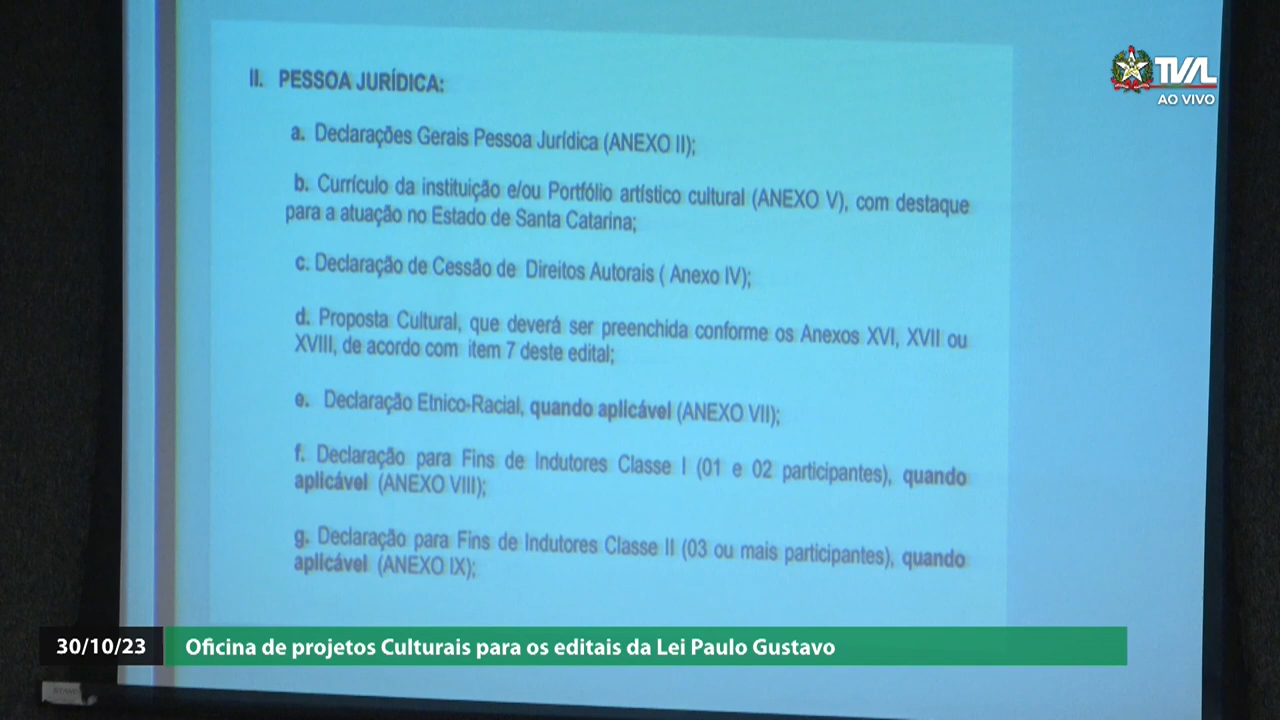 II. PESSOA JURÍDICA:
a. Declarações Gerais Pessoa Jurídica (ANEXO II);
b. Currículo da instituição e/ou Portfólio artístico cultural (ANEXO V), com destaque
para a atuação no Estado de Santa Catarina;
c. Declaração de Cessão de Direitos Autorais ( Anexo IV);
d. Proposta Cultural, que deverá ser preenchida conforme os Anexos XVI, XVII ou
XVIII, de acordo com item 7 deste edital;
e. Declaração Etnico-Racial, quando aplicável (ANEXO VII);
f. Declaração para Fins de Indutores Classe I (01 e 02 participantes), quando
aplicável (ANEXO VIII);
g. Declaração para Fins de Indutores Classe II (03 ou mais participantes), quando
aplicável (ANEXO IX);
TVAL
AO VIVO
30/10/23 Oficina de projetos Culturais para os editais da Lei Paulo Gustavo